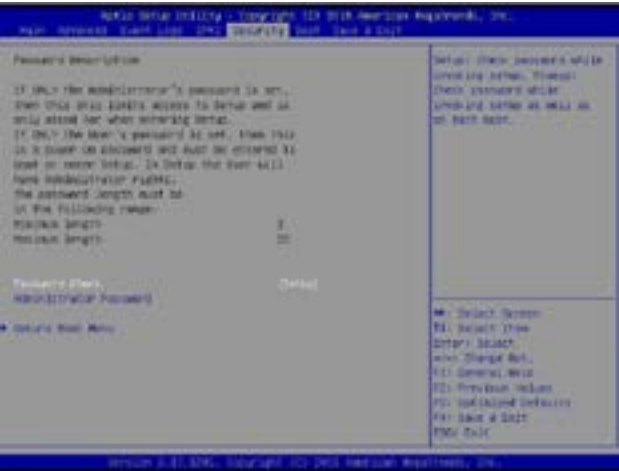 Aptio Setup Utility - Copyright (C) American Megatrends, Inc.
Main Advanced Event Logs IPMI Security Boot Save & Exit
Password Description
If ONLY the Administrator's password is set,
then this only limits access to Setup and is
only asked for when entering Setup.
If ONLY the User's password is set, then this
is a power on password and must be entered to
boot or enter Setup. In Setup the User will
have Administrator rights.
The password length must be
in the following range:
Minimum length
Maximum length
Password Check [Setup]
Administrator Password
Secure Boot Menu
Setup: Check password while
invoking setup. Always:
Check password while
invoking setup as well as
on each boot.
Select Screen
Select Item
Enter: Select
+/-: Change Opt.
F1: General Help
F2: Previous Values
F3: Optimized Defaults
F4: Save & Exit
ESC: Exit
Version Copyright (C) American Megatrends, Inc.